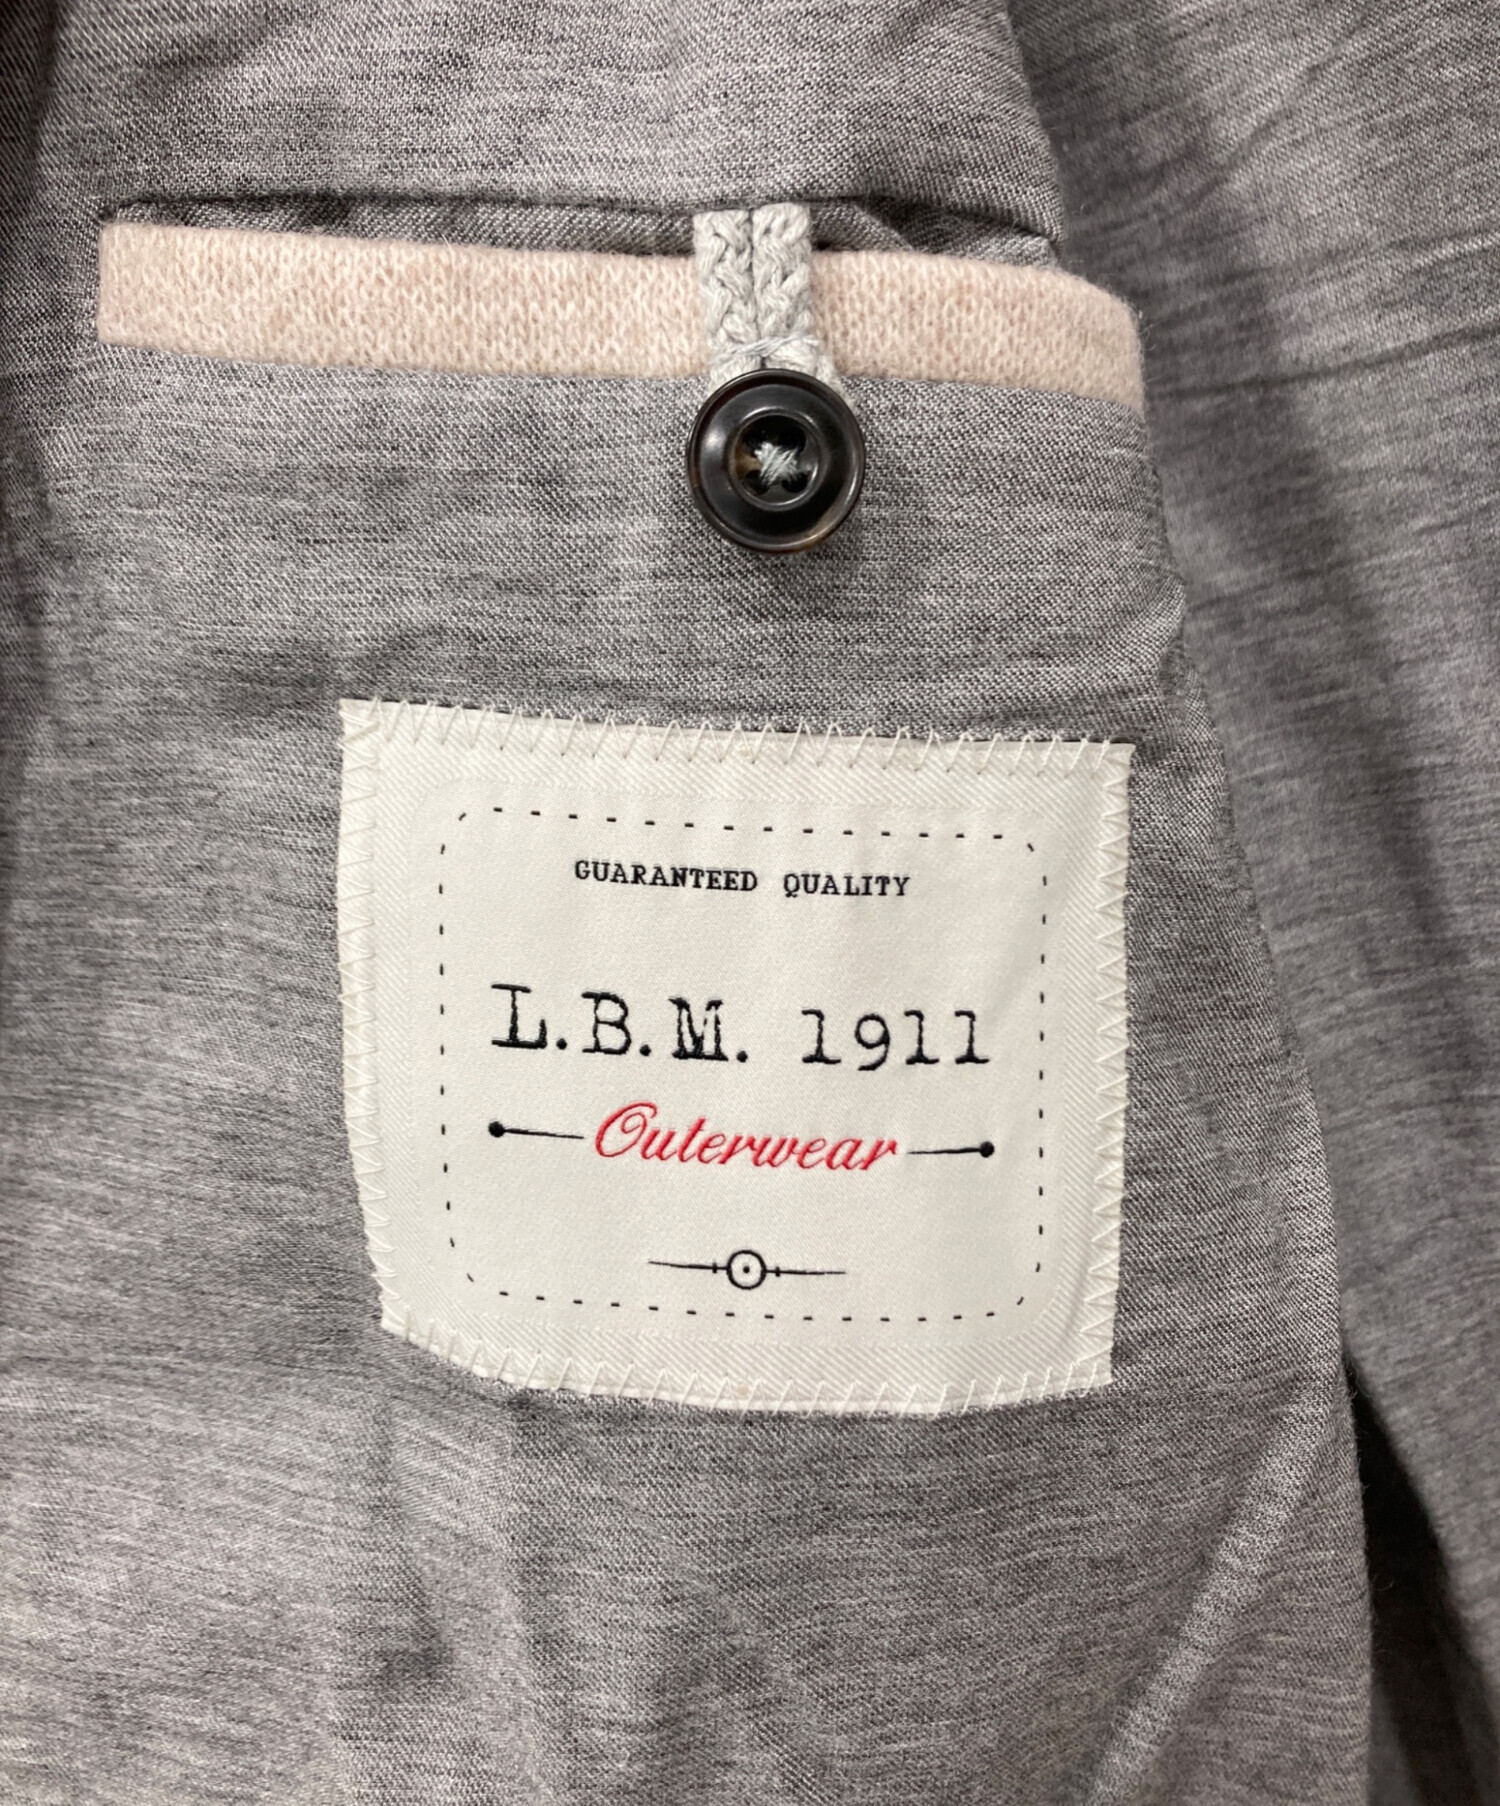 GUARANTEED QUALITY
L.B.M. 1911
Outerwear